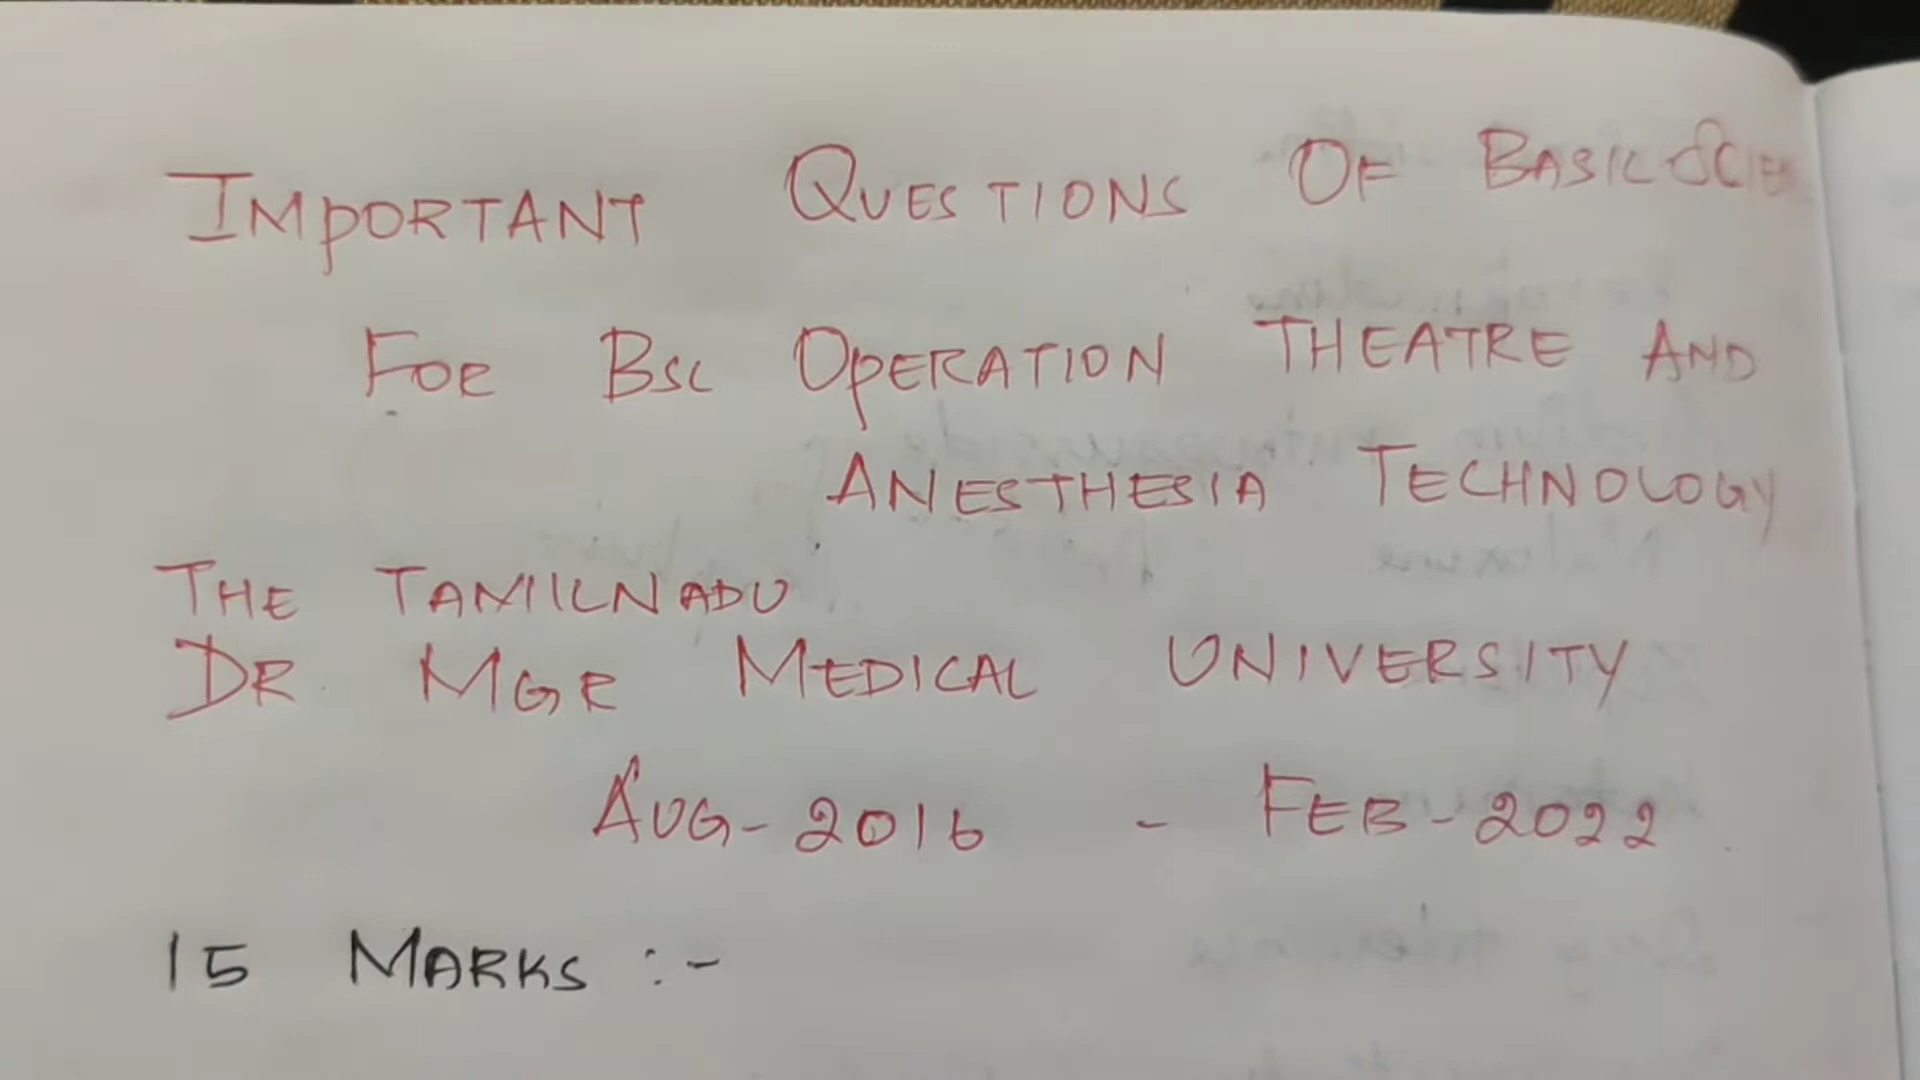 IMPORTANT QUESTIONS OF BASIC
FOR BSC OPERATION THEATRE AND
ANESTHESIA TECHNOLOGY
THE TAMILNADU
DR MGR MEDICAL UNIVERSITY
AUG-2016 - FEB-2022
15 MARKS :-